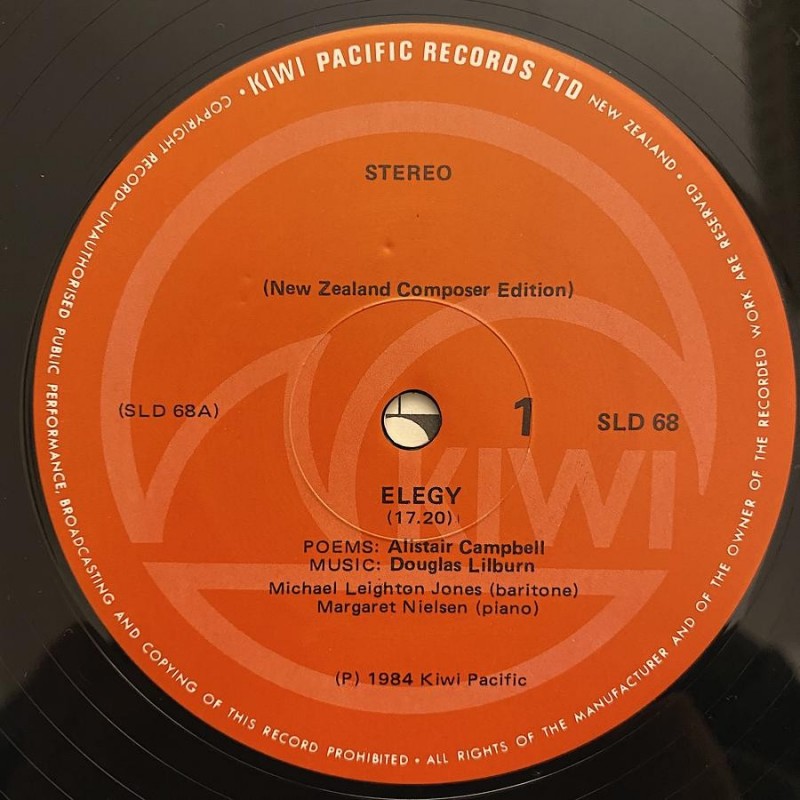 • KIWI PACIFIC RECORDS LTD NEW ZEALAND •
STEREO
(New Zealand Composer Edition)
(SLD 68A)
1
SLD 68
KIWI
ELEGY
(17.20)
POEMS: Alistair Campbell
MUSIC: Douglas Lilburn
Michael Leighton Jones (baritone)
Margaret Nielsen (piano)
(P) 1984 Kiwi Pacific
COPYRIGHT RECORD—UNAUTHORISED PUBLIC PERFORMANCE, BROADCASTING AND COPYING OF THIS RECORD PROHIBITED • ALL RIGHTS OF THE MANUFACTURER AND OF THE OWNER OF THE RECORDED WORK ARE RESERVED •